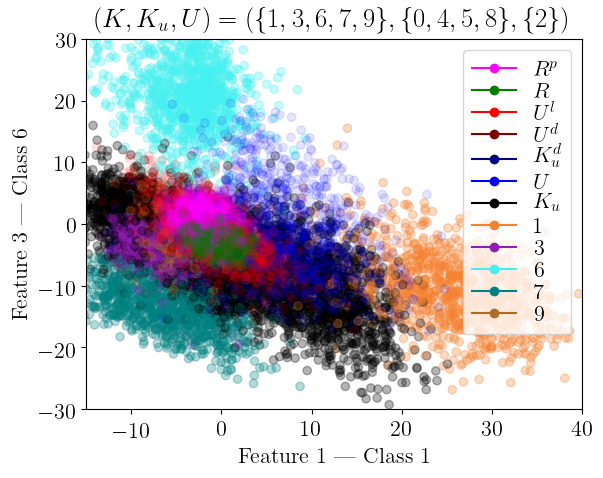 (K, K_u, U) = ({1, 3, 6, 7, 9}, {0, 4, 5, 8}, {2})
30
20
10
0
−10
−20
−30
Feature 3 — Class 6
R^p
R
U^l
U^d
K_u^d
U
K_u
1
3
6
7
9
−10 0 10 20 30 40
Feature 1 — Class 1